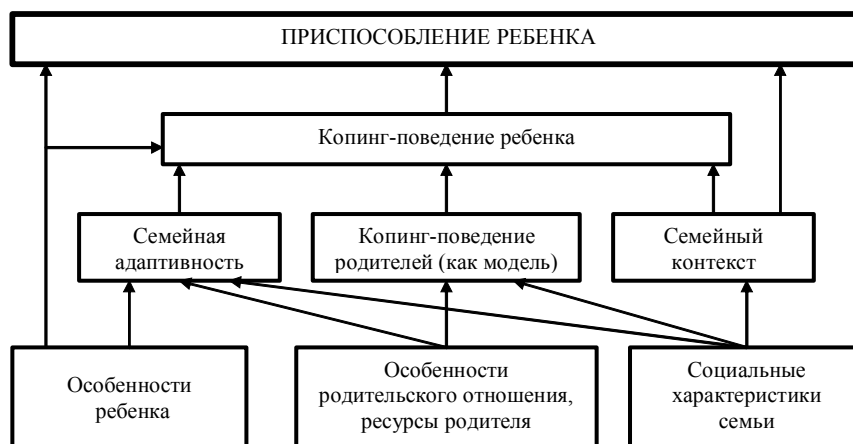 ПРИСПОСОБЛЕНИЕ РЕБЕНКА
Копинг-поведение ребенка
Семейная
адаптивность
Копинг-поведение
родителей (как модель)
Семейный
контекст
Особенности
ребенка
Особенности
родительского отношения,
ресурсы родителя
Социальные
характеристики
семьи